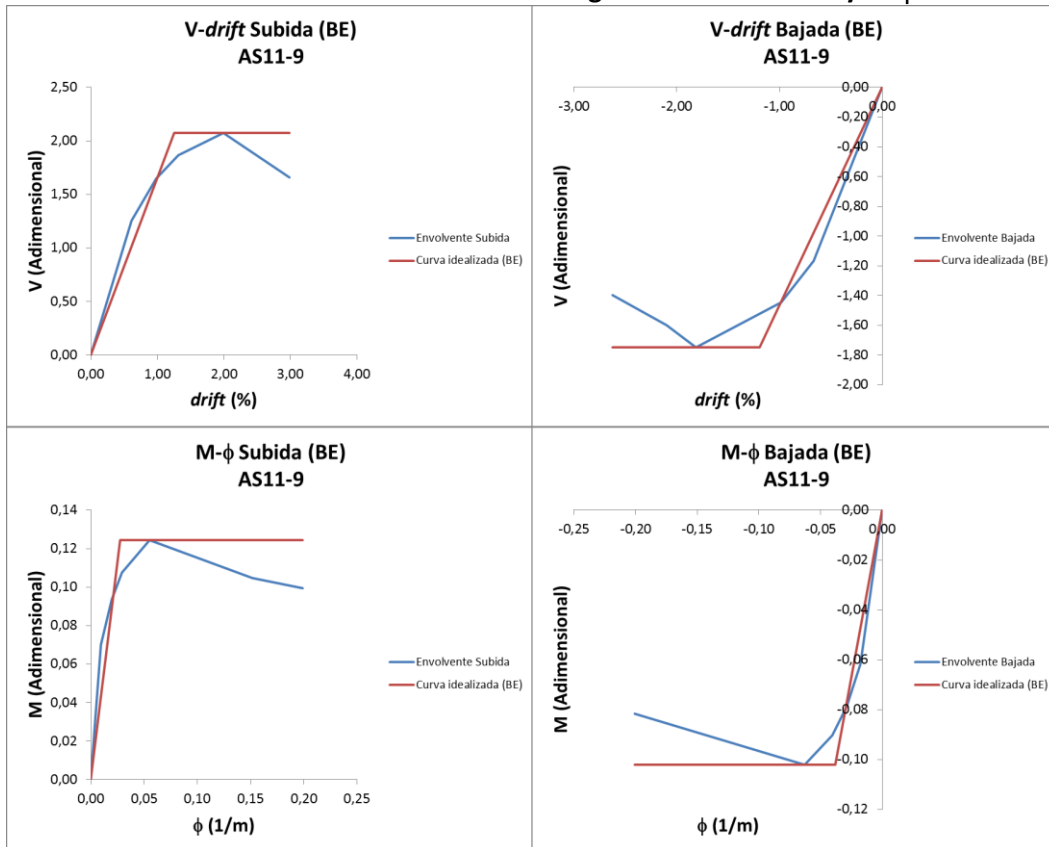 V-drift Subida (BE)
AS11-9
V (Adimensional)
2,50
2,00
1,50
1,00
0,50
0,00
0,00 1,00 2,00 3,00 4,00
drift (%)
Envolvente Subida
Curva idealizada (BE)
V-drift Bajada (BE)
AS11-9
-3,00 -2,00 -1,00 0,00
0,00
-0,20
-0,40
-0,60
-0,80
-1,00
-1,20
-1,40
-1,60
-1,80
-2,00
V (Adimensional)
drift (%)
Envolvente Bajada
Curva idealizada (BE)
M-ϕ Subida (BE)
AS11-9
M (Adimensional)
0,14
0,12
0,10
0,08
0,06
0,04
0,02
0,00
0,00 0,05 0,10 0,15 0,20 0,25
ϕ (1/m)
Envolvente Subida
Curva idealizada (BE)
M-ϕ Bajada (BE)
AS11-9
-0,25 -0,20 -0,15 -0,10 -0,05 0,00
0,00
-0,02
-0,04
-0,06
-0,08
-0,10
-0,12
M (Adimensional)
ϕ (1/m)
Envolvente Bajada
Curva idealizada (BE)